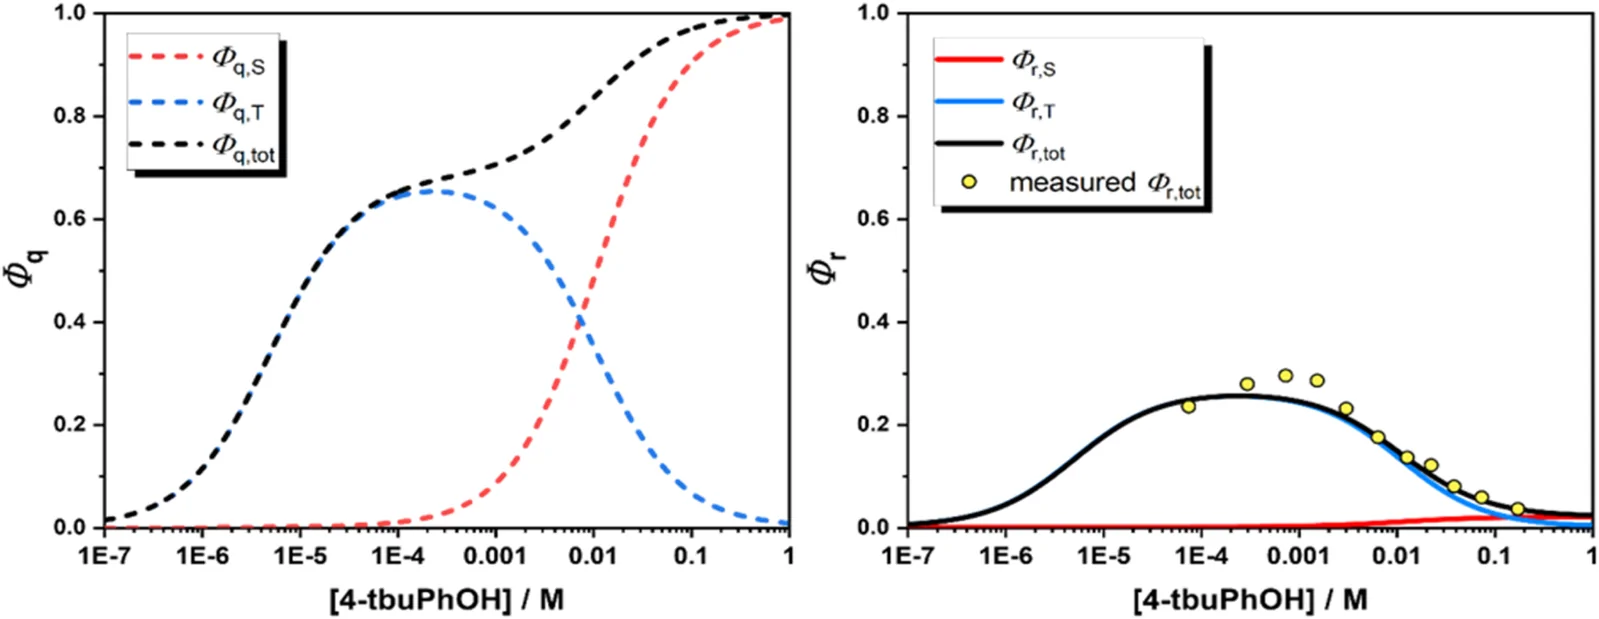 1.0
0.8
0.6
0.4
0.2
0.0
Φq
Φq,S
Φq,T
Φq,tot
1E-7 1E-6 1E-5 1E-4 0.001 0.01 0.1 1
[4-tbuPhOH] / M
1.0
0.8
0.6
0.4
0.2
0.0
Φr
Φr,S
Φr,T
Φr,tot
measured Φr,tot
1E-7 1E-6 1E-5 1E-4 0.001 0.01 0.1 1
[4-tbuPhOH] / M